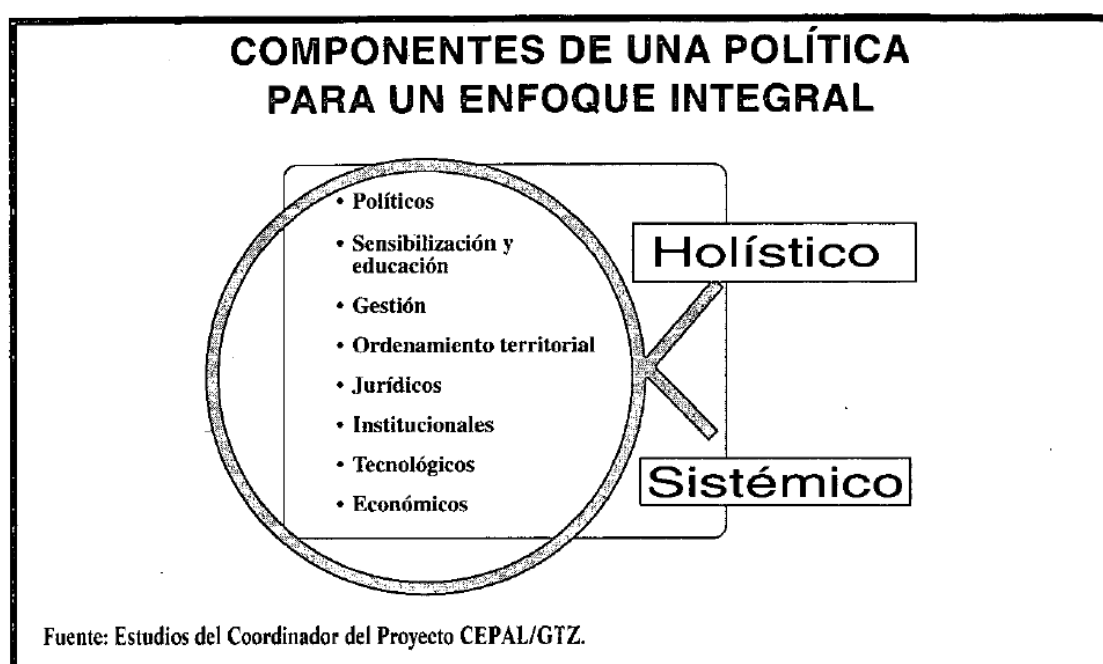 COMPONENTES DE UNA POLÍTICA
PARA UN ENFOQUE INTEGRAL
• Políticos
• Sensibilización y
educación
• Gestión
• Ordenamiento territorial
• Jurídicos
• Institucionales
• Tecnológicos
• Económicos
Holístico
Sistémico
Fuente: Estudios del Coordinador del Proyecto CEPAL/GTZ.